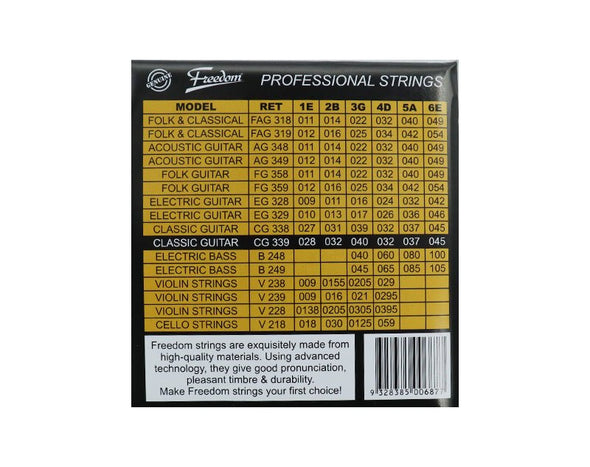 GENUINE
Freedom PROFESSIONAL STRINGS
MODEL RET 1E 2B 3G 4D 5A 6E
FOLK & CLASSICAL FAG 318 011 014 022 032 040 049
FOLK & CLASSICAL FAG 319 012 016 025 034 042 054
ACOUSTIC GUITAR AG 348 011 014 022 032 040 049
ACOUSTIC GUITAR AG 349 011 014 022 032 040 049
FOLK GUITAR FG 358 011 014 022 032 040 049
FOLK GUITAR FG 359 012 016 025 034 042 054
ELECTRIC GUITAR EG 328 009 011 016 024 032 042
ELECTRIC GUITAR EG 329 010 013 017 026 036 046
CLASSIC GUITAR CG 338 027 031 039 032 037 045
CLASSIC GUITAR CG 339 028 032 040 032 037 045
ELECTRIC BASS B 248 040 060 080 100
ELECTRIC BASS B 249 045 065 085 105
VIOLIN STRINGS V 238 009 0155 0205 029
VIOLIN STRINGS V 239 009 016 021 0295
VIOLIN STRINGS V 228 0138 0205 0305 0395
CELLO STRINGS V 218 018 030 0125 059
Freedom strings are exquisitely made from
high-quality materials. Using advanced
technology, they give good pronunciation,
pleasant timbre & durability.
Make Freedom strings your first choice!
9 328385 006877